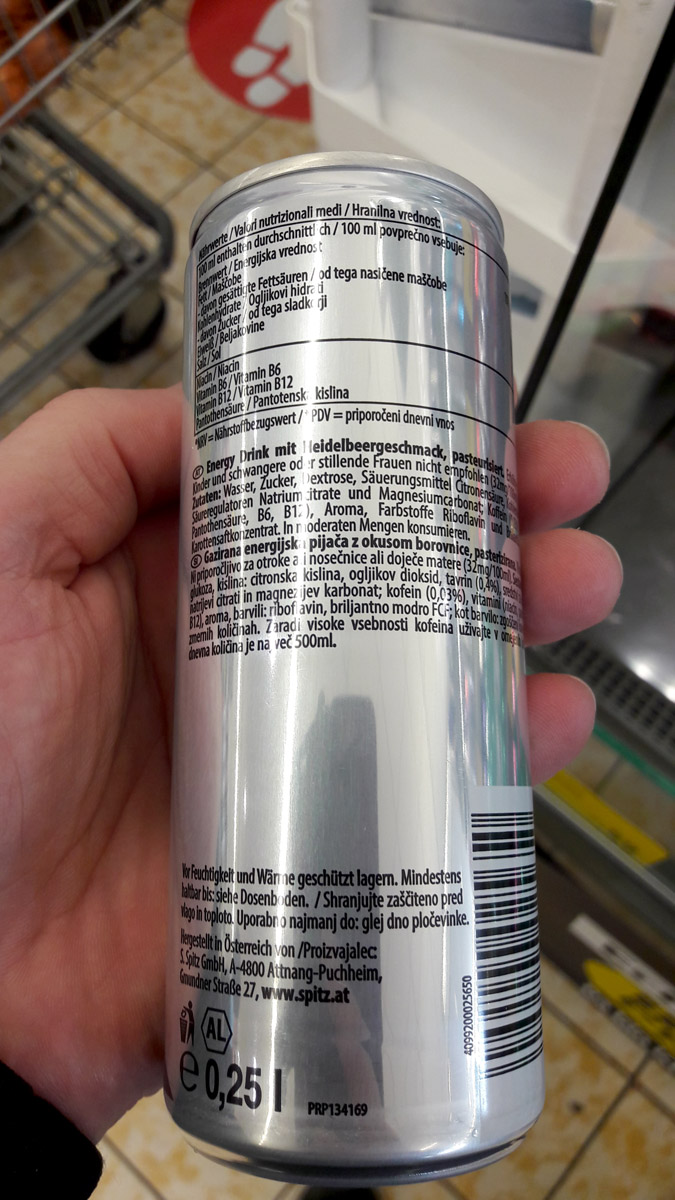 Nährwerte / Valori nutrizionali medi / Hranilna vrednost:
100 ml enthalten durchschnittlich / 100 ml povprečno vsebuje:
Brennwert / Energijska vrednost
Fett / Maščobe
- davon gesättigte Fettsäuren / od tega nasičene maščobe
Kohlenhydrate / Ogljikovi hidrati
- davon Zucker / od tega sladkorji
Eiweiß / Beljakovine
Salz / Sol
Niacin / Niacin
Vitamin B6 / Vitamin B6
Vitamin B12 / Vitamin B12
Pantothensäure / Pantotenska kislina
*NRV = Nährstoffbezugswert / * PDV = priporočeni dnevni vnos
Energy Drink mit Heidelbeergeschmack, pasteurisiert.
Kinder und schwangere oder stillende Frauen nicht empfohlen (32mg
Zutaten: Wasser, Zucker, Dextrose, Säuerungsmittel Citronensäure,
Säureregulatoren Natriumcitrate und Magnesiumcarbonat; Koffein
Pantothensäure, B6, B12), Aroma, Farbstoffe Riboflavin und
Karottensaftkonzentrat. In moderaten Mengen konsumieren.
Gazirana energijska pijača z okusom borovnice,
Ni priporočljivo za otroke ali nosečnice ali doječe matere (32mg/100ml).
glukoza, kislina: citronska kislina, ogljikov dioksid, tavrin (0,4%),
natrijevi citrati in magnezijev karbonat; kofein (0,03%), vitamini
B12), aroma, barvili: riboflavin, briljantno modro FCF; kot barvilo:
zmernih količinah. Zaradi visoke vsebnosti kofeina uživajte v
dnevna količina je največ 500ml.
Vor Feuchtigkeit und Wärme geschützt lagern. Mindestens
haltbar bis: siehe Dosenboden. / Shranjujte zaščiteno pred
vlago in toploto. Uporabno najmanj do: glej dno pločevinke.
Hergestellt in Österreich von /Proizvajalec:
S. Spitz GmbH, A-4800 Attnang-Puchheim,
Gmundner Straße 27, www.spitz.at
AL
e 0,25 l
PRP134169
4099200025650